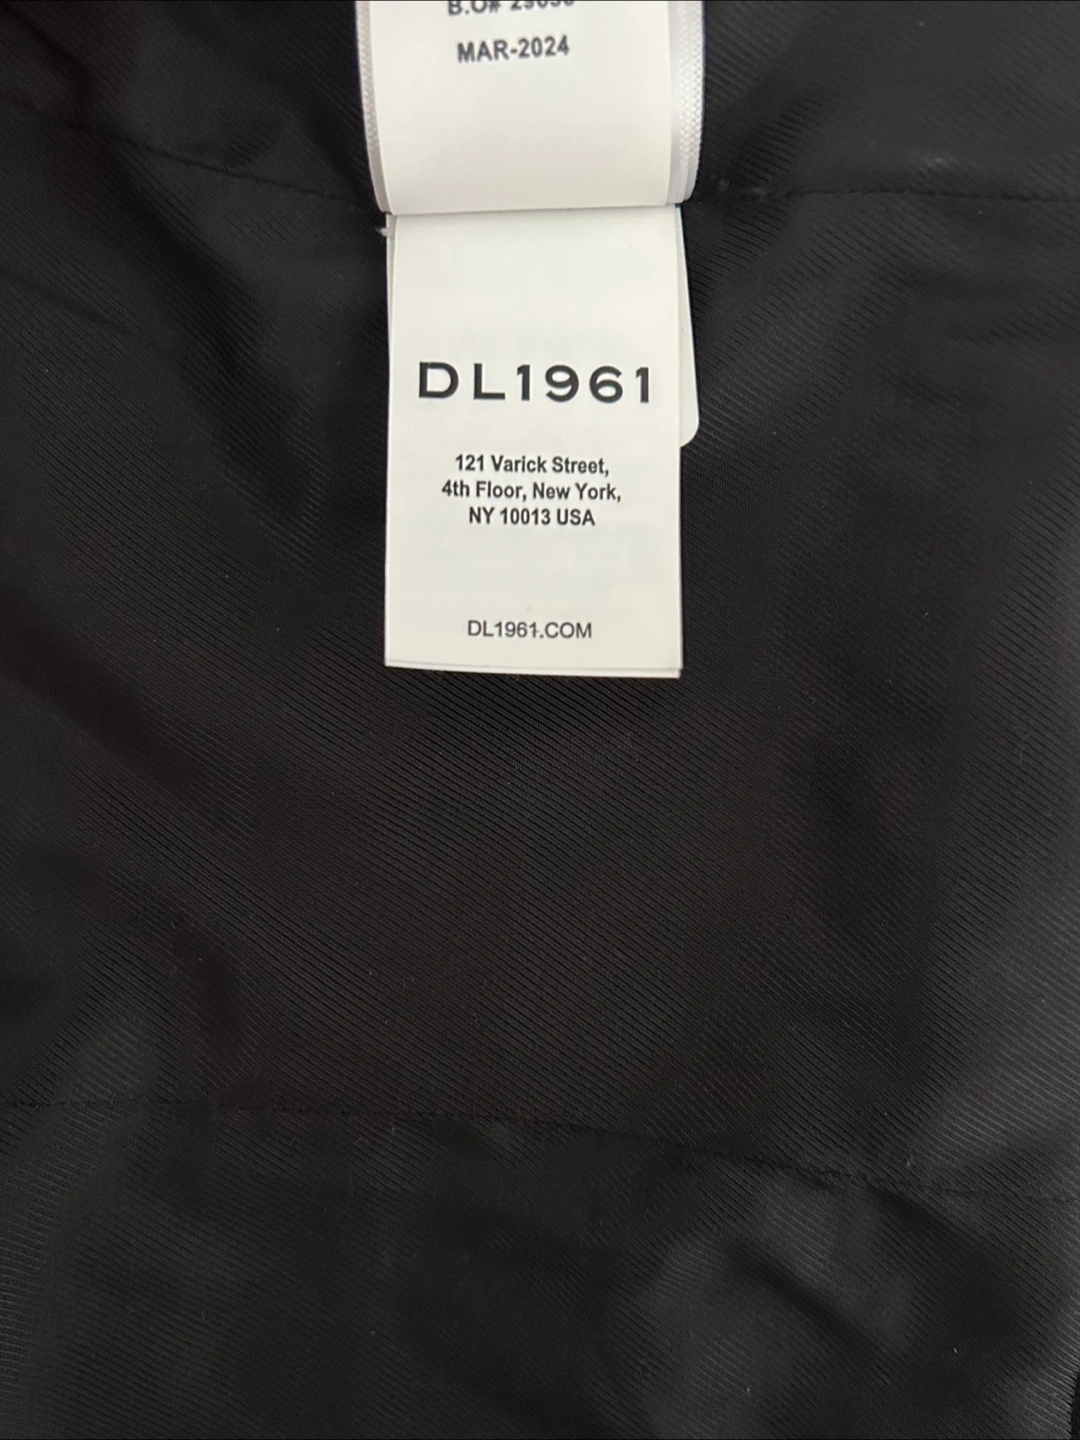 B.O#
MAR-2024
DL1961
121 Varick Street,
4th Floor, New York,
NY 10013 USA
DL1961.COM